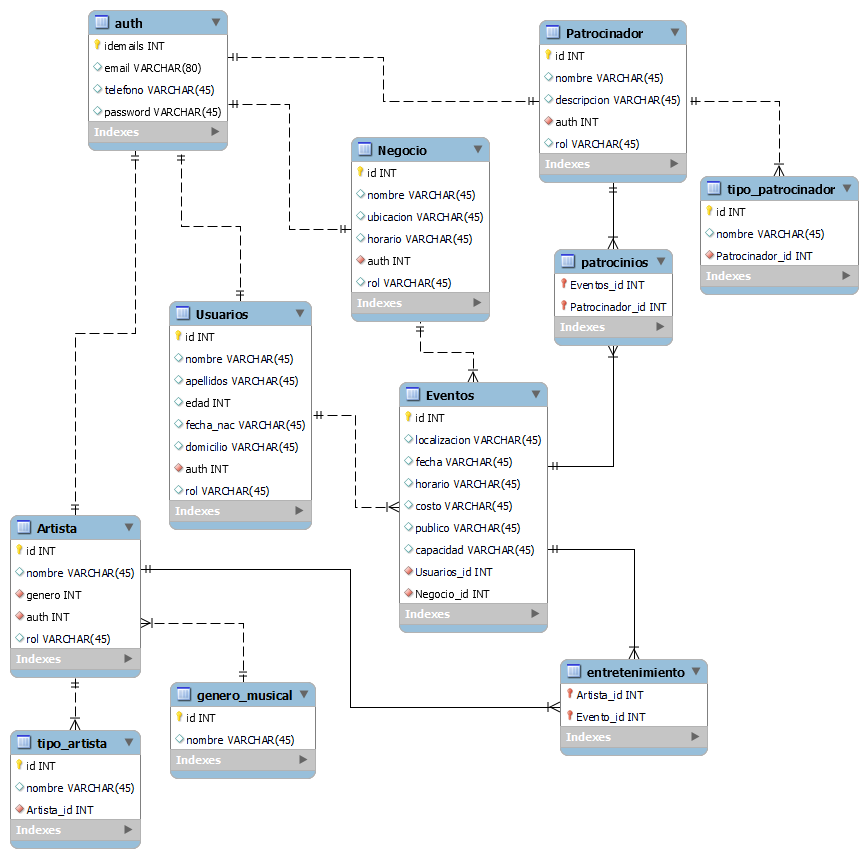 auth
idemails INT
email VARCHAR(80)
telefono VARCHAR(45)
password VARCHAR(45)
Indexes
Patrocinador
id INT
nombre VARCHAR(45)
descripcion VARCHAR(45)
auth INT
rol VARCHAR(45)
Indexes
Negocio
id INT
nombre VARCHAR(45)
ubicacion VARCHAR(45)
horario VARCHAR(45)
auth INT
rol VARCHAR(45)
Indexes
tipo_patrocinador
id INT
nombre VARCHAR(45)
Patrocinador_id INT
Indexes
patrocinios
Eventos_id INT
Patrocinador_id INT
Indexes
Usuarios
id INT
nombre VARCHAR(45)
apellidos VARCHAR(45)
edad INT
fecha_nac VARCHAR(45)
domicilio VARCHAR(45)
auth INT
rol VARCHAR(45)
Indexes
Eventos
id INT
localizacion VARCHAR(45)
fecha VARCHAR(45)
horario VARCHAR(45)
costo VARCHAR(45)
publico VARCHAR(45)
capacidad VARCHAR(45)
Usuarios_id INT
Negocio_id INT
Indexes
Artista
id INT
nombre VARCHAR(45)
genero INT
auth INT
rol VARCHAR(45)
Indexes
genero_musical
id INT
nombre VARCHAR(45)
Indexes
entretenimiento
Artista_id INT
Evento_id INT
Indexes
tipo_artista
id INT
nombre VARCHAR(45)
Artista_id INT
Indexes